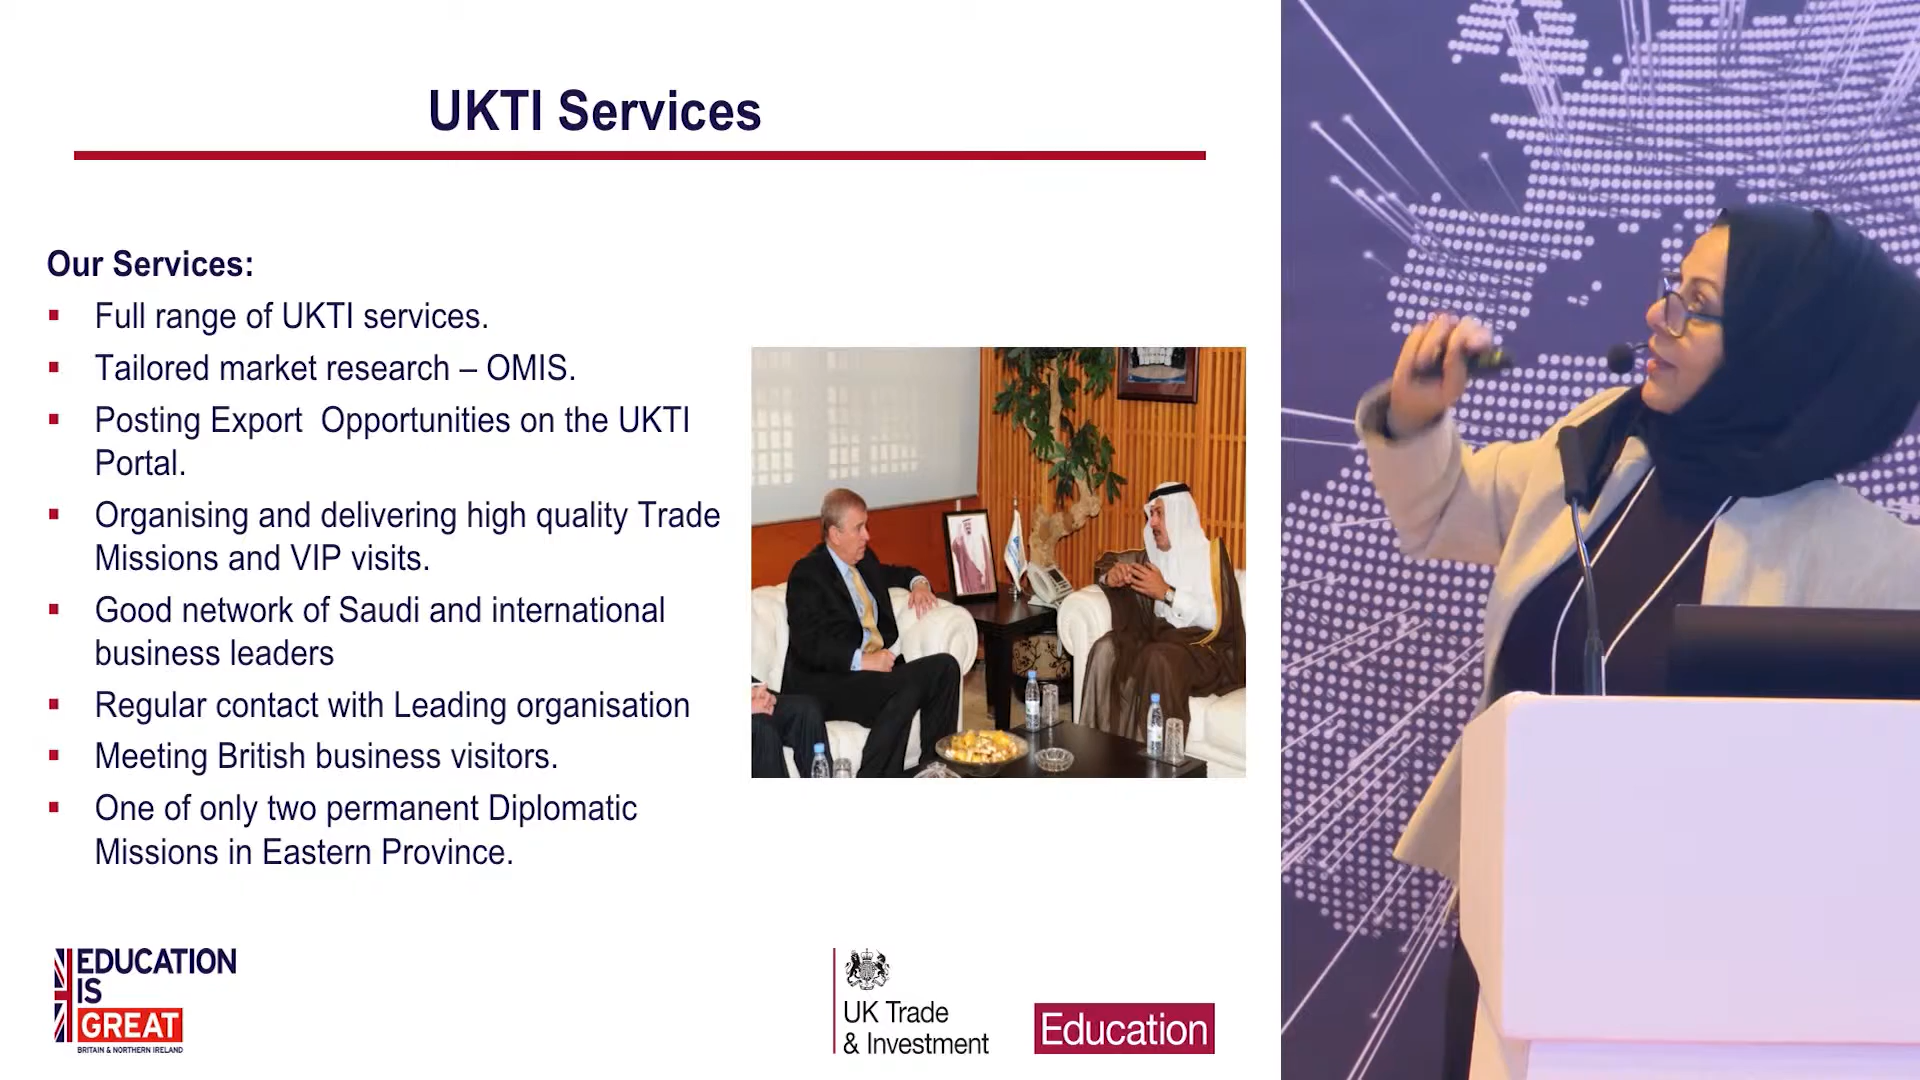 UKTI Services
Our Services:
▪ Full range of UKTI services.
▪ Tailored market research – OMIS.
▪ Posting Export  Opportunities on the UKTI
Portal.
▪ Organising and delivering high quality Trade
Missions and VIP visits.
▪ Good network of Saudi and international
business leaders
▪ Regular contact with Leading organisation
▪ Meeting British business visitors.
▪ One of only two permanent Diplomatic
Missions in Eastern Province.
EDUCATION
IS
GREAT
BRITAIN & NORTHERN IRELAND
UK Trade
& Investment
Education